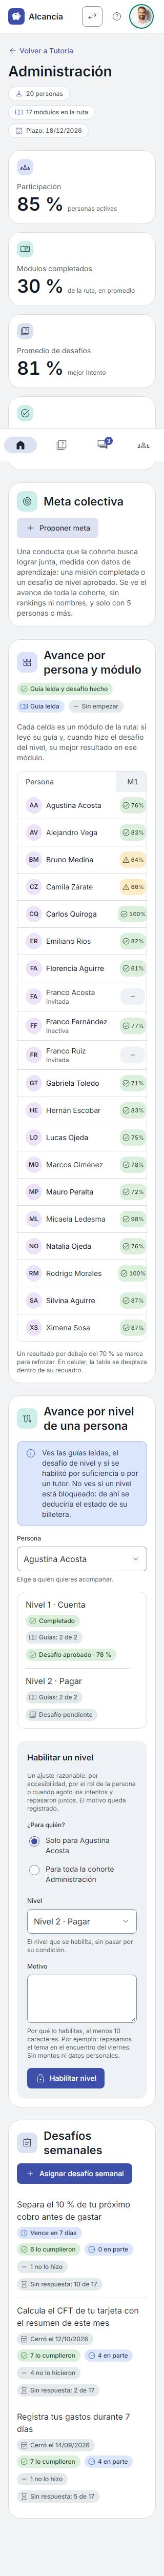 Alcancía
Volver a Tutoría
Administración
20 personas
17 módulos en la ruta
Plazo: 18/12/2026
Participación
85 % personas activas
Módulos completados
30 % de la ruta, en promedio
Promedio de desafíos
81 % mejor intento
3
Meta colectiva
Proponer meta
Una conducta que la cohorte busca
lograr junta, medida con datos de
aprendizaje: una misión completada o
un desafío de nivel aprobado. Se ve el
avance de toda la cohorte, sin
rankings ni nombres, y solo con 5
personas o más.
Avance por
persona y módulo
Guía leída y desafío hecho
Guía leída
Sin empezar
Cada celda es un módulo de la ruta: si
leyó su guía y, cuando hizo el desafío
del nivel, su mejor resultado en ese
módulo.
Persona M1
AA Agustina Acosta 76%
AV Alejandro Vega 83%
BM Bruno Medina 64%
CZ Camila Zárate 66%
CQ Carlos Quiroga 100%
ER Emiliano Rios 82%
FA Florencia Aguirre 81%
FA Franco Acosta –
Invitada
FF Franco Fernández 77%
Inactiva
FR Franco Ruiz –
Invitada
GT Gabriela Toledo 71%
HE Hernán Escobar 83%
LO Lucas Ojeda 75%
MG Marcos Giménez 78%
MP Mauro Peralta 72%
ML Micaela Ledesma 98%
NO Natalia Ojeda 76%
RM Rodrigo Morales 100%
SA Silvina Aguirre 87%
XS Ximena Sosa 87%
Un resultado por debajo del 70 % se marca
para reforzar. En celular, la tabla se desplaza
dentro de su recuadro.
Avance por nivel
de una persona
Ves las guías leídas, el
desafío de nivel y si se
habilitó por suficiencia o por
un tutor. No ves si un nivel
está bloqueado: de ahí se
deduciría el estado de su
billetera.
Persona
Agustina Acosta
Elige a quién quieres acompañar.
Nivel 1 · Cuenta
Completado
Guías: 2 de 2
Desafío aprobado · 78 %
Nivel 2 · Pagar
Guías: 2 de 2
Desafío pendiente
Habilitar un nivel
Un ajuste razonable: por
accesibilidad, por el rol de la persona
o cuando agotó los intentos y
repasaron juntos. El motivo queda
registrado.
¿Para quién?
Solo para Agustina
Acosta
Para toda la cohorte
Administración
Nivel
Nivel 2 · Pagar
El nivel que se habilita, sin pasar por
su condición.
Motivo
Por qué lo habilitas, al menos 10
caracteres. Por ejemplo: repasamos
el tema en el encuentro del viernes.
Sin montos ni datos personales.
Habilitar nivel
Desafíos
semanales
Asignar desafío semanal
Separa el 10 % de tu próximo
cobro antes de gastar
Vence en 7 días
6 lo cumplieron
0 en parte
1 no lo hizo
Sin respuesta: 10 de 17
Calcula el CFT de tu tarjeta con
el resumen de este mes
Cerró el 12/10/2026
7 lo cumplieron
4 en parte
4 no lo hicieron
Sin respuesta: 2 de 17
Registra tus gastos durante 7
días
Cerró el 14/09/2026
7 lo cumplieron
4 en parte
1 no lo hizo
Sin respuesta: 5 de 17